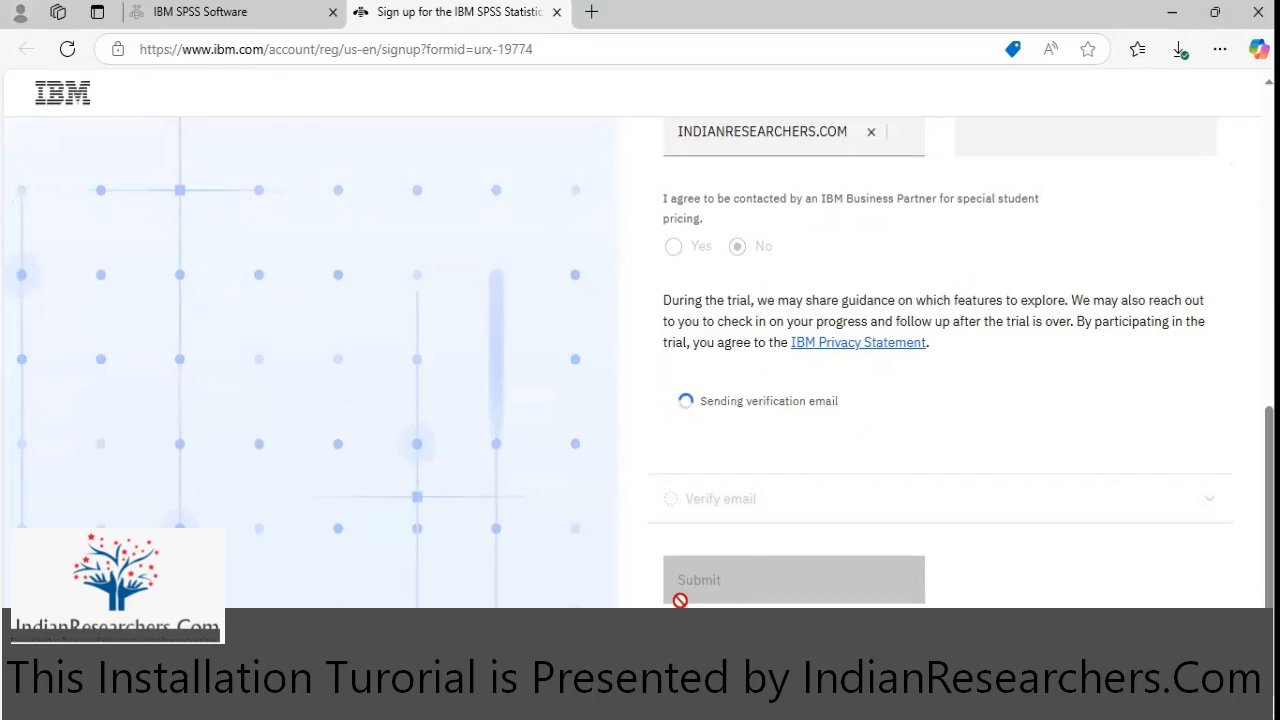 IBM SPSS Software
Sign up for the IBM SPSS Statistic
https://www.ibm.com/account/reg/us-en/signup?formid=urx-19774
IBM
INDIANRESEARCHERS.COM
I agree to be contacted by an IBM Business Partner for special student
pricing.
Yes No
During the trial, we may share guidance on which features to explore. We may also reach out
to you to check in on your progress and follow up after the trial is over. By participating in the
trial, you agree to the IBM Privacy Statement.
Sending verification email
Verify email
Submit
IndianResearchers.Com
This Installation Turorial is Presented by IndianResearchers.Com